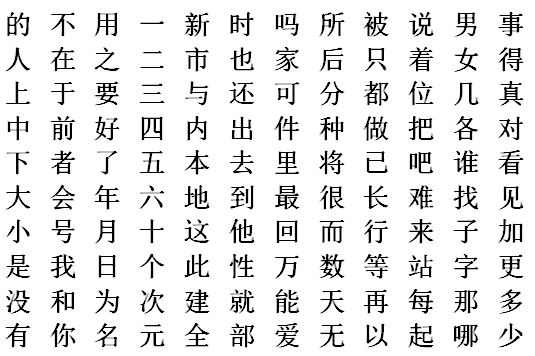 的 不 用 一 新 时 吗 所 被 说 男 事
人 在 之 二 市 也 家 后 只 着 女 得
上 于 要 三 与 还 可 分 都 位 几 真
中 前 好 四 内 出 件 种 做 把 各 对
下 者 了 五 本 去 里 将 已 吧 谁 看
大 会 年 六 地 到 最 很 长 难 找 见
小 号 月 十 这 他 回 而 行 来 子 加
是 我 日 个 此 性 万 数 等 站 字 更
没 和 为 次 建 就 能 天 再 每 那 多
有 你 名 元 全 部 爱 无 以 起 哪 少